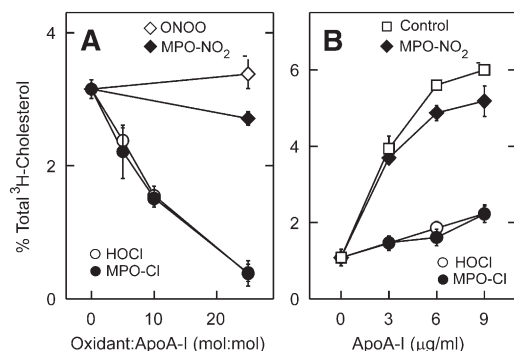 A
◇ ONOO
◆ MPO-NO₂
4
2
0
○ HOCl
● MPO-Cl
0 10 20
Oxidant:ApoA-I (mol:mol)
% Total ³H-Cholesterol
B
□ Control
◆ MPO-NO₂
6
4
2
0
○ HOCl
● MPO-Cl
0 3 6 9
ApoA-I (µg/ml)